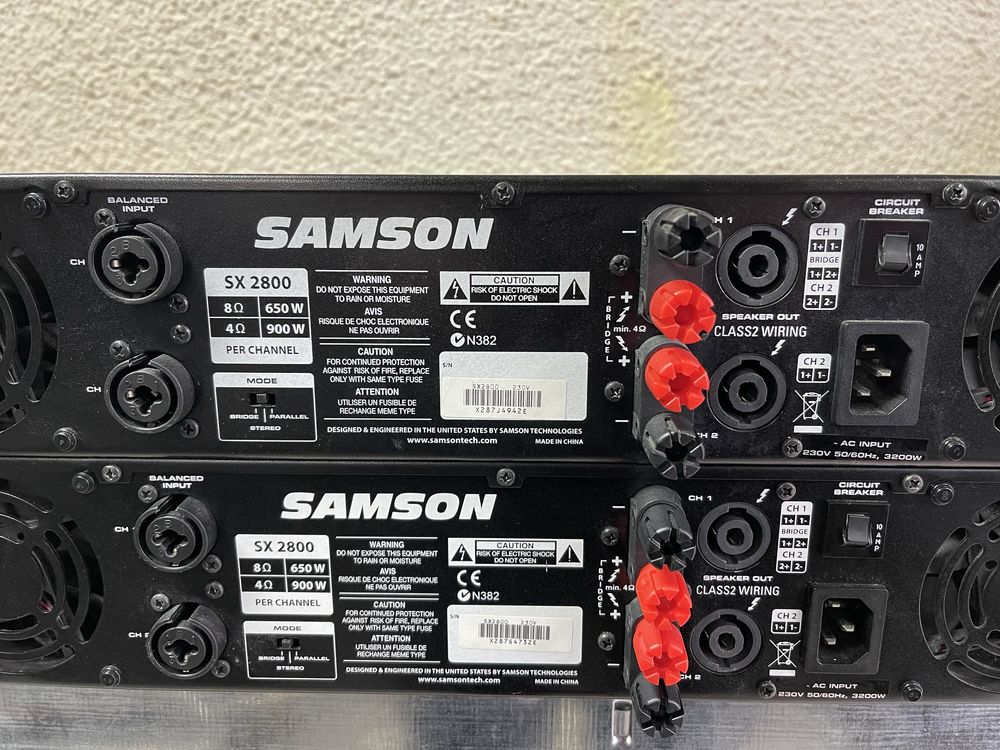 BALANCED
INPUT
CH
CH
SAMSON
SX 2800
8Ω 650 W
4Ω 900 W
PER CHANNEL
MODE
BRIDGE PARALLEL
STEREO
WARNING
DO NOT EXPOSE THIS EQUIPMENT
TO RAIN OR MOISTURE
AVIS
RISQUE DE CHOC ELECTRONIQUE
NE PAS OUVRIR
CAUTION
FOR CONTINUED PROTECTION
AGAINST RISK OF FIRE, REPLACE
ONLY WITH SAME TYPE FUSE
ATTENTION
UTILISER UN FUSIBLE DE
RECHANGE MEME TYPE
CAUTION
RISK OF ELECTRIC SHOCK
DO NOT OPEN
CE
N382
S/N
SX2800 230V
X287J4942E
DESIGNED & ENGINEERED IN THE UNITED STATES BY SAMSON TECHNOLOGIES
www.samsontech.com
MADE IN CHINA
H 1
BRIDGE
min. 4Ω
CH 2
SPEAKER OUT
CLASS2 WIRING
CH 1
1+ 1-
BRIDGE
1+ 2+
CH 2
2+ 2-
CH 2
1+ 1-
CIRCUIT
BREAKER
10 AMP
~ AC INPUT
230V 50/60Hz, 3200W
BALANCED
INPUT
CH
CH
SAMSON
SX 2800
8Ω 650 W
4Ω 900 W
PER CHANNEL
MODE
BRIDGE PARALLEL
STEREO
WARNING
DO NOT EXPOSE THIS EQUIPMENT
TO RAIN OR MOISTURE
AVIS
RISQUE DE CHOC ELECTRONIQUE
NE PAS OUVRIR
CAUTION
FOR CONTINUED PROTECTION
AGAINST RISK OF FIRE, REPLACE
ONLY WITH SAME TYPE FUSE
ATTENTION
UTILISER UN FUSIBLE DE
RECHANGE MEME TYPE
CAUTION
RISK OF ELECTRIC SHOCK
DO NOT OPEN
CE
N382
S/N
SX2800 230V
X287G4732E
DESIGNED & ENGINEERED IN THE UNITED STATES BY SAMSON TECHNOLOGIES
www.samsontech.com
MADE IN CHINA
CH 1
BRIDGE
min. 4Ω
CH 2
SPEAKER OUT
CLASS2 WIRING
CH 1
1+ 1-
BRIDGE
1+ 2+
CH 2
2+ 2-
CH 2
1+ 1-
CIRCUIT
BREAKER
10 AMP
~ AC INPUT
230V 50/60Hz, 3200W